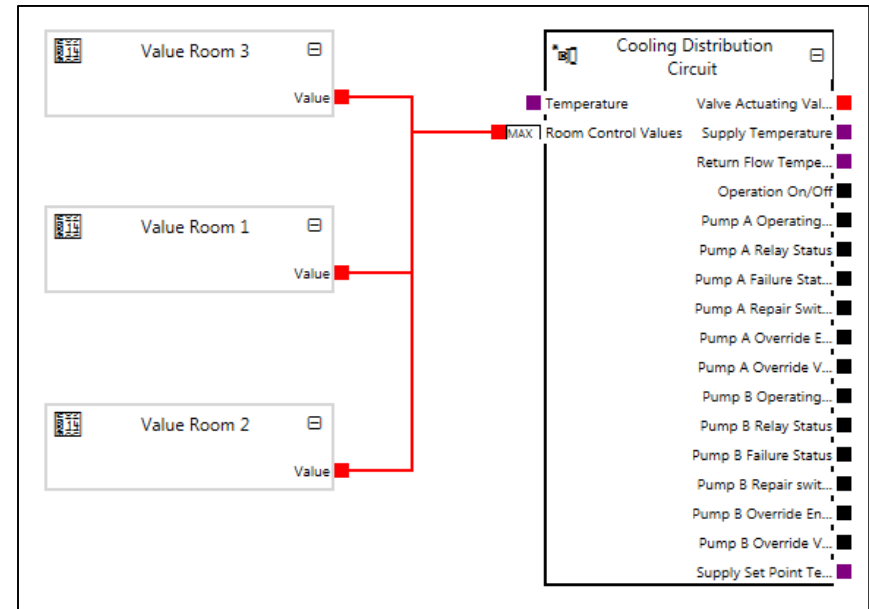 Value Room 3
Value
Value Room 1
Value
Value Room 2
Value
Cooling Distribution
Circuit
Temperature
MAX
Room Control Values
Valve Actuating Val...
Supply Temperature
Return Flow Tempe...
Operation On/Off
Pump A Operating...
Pump A Relay Status
Pump A Failure Stat...
Pump A Repair Swit...
Pump A Override E...
Pump A Override V...
Pump B Operating...
Pump B Relay Status
Pump B Failure Status
Pump B Repair swit...
Pump B Override En...
Pump B Override V...
Supply Set Point Te...